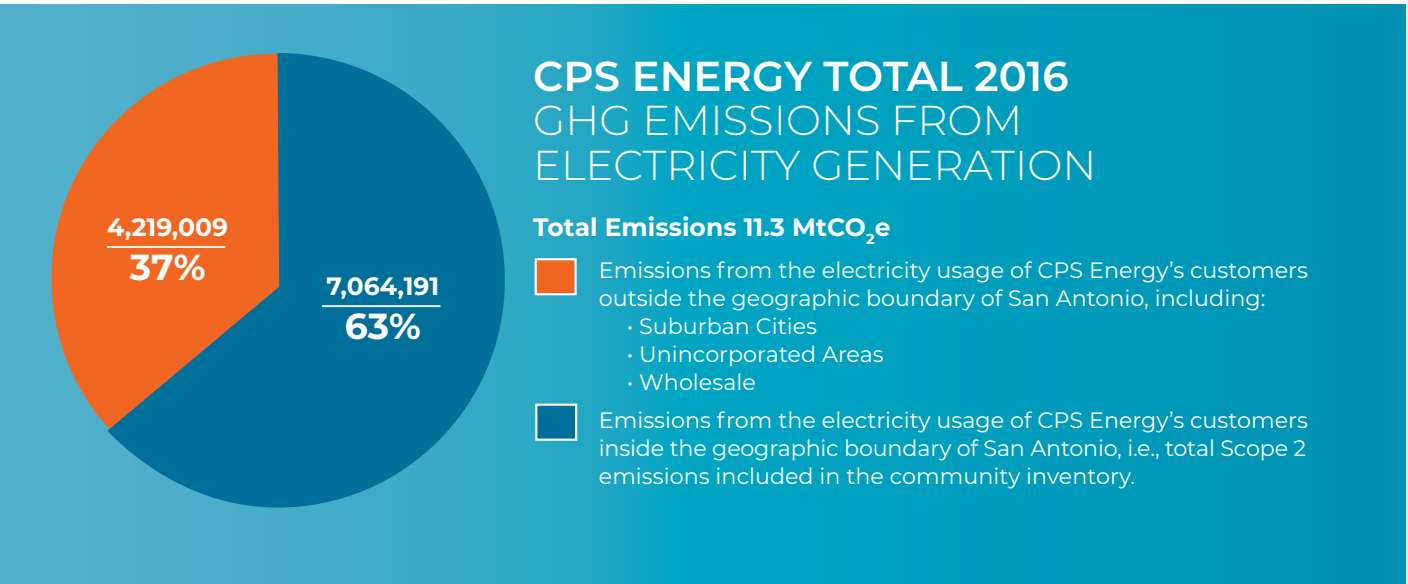 CPS ENERGY TOTAL 2016
GHG EMISSIONS FROM
ELECTRICITY GENERATION
Total Emissions 11.3 MtCO₂e
4,219,009
37%
7,064,191
63%
Emissions from the electricity usage of CPS Energy’s customers
outside the geographic boundary of San Antonio, including:
• Suburban Cities
• Unincorporated Areas
• Wholesale
Emissions from the electricity usage of CPS Energy’s customers
inside the geographic boundary of San Antonio, i.e., total Scope 2
emissions included in the community inventory.